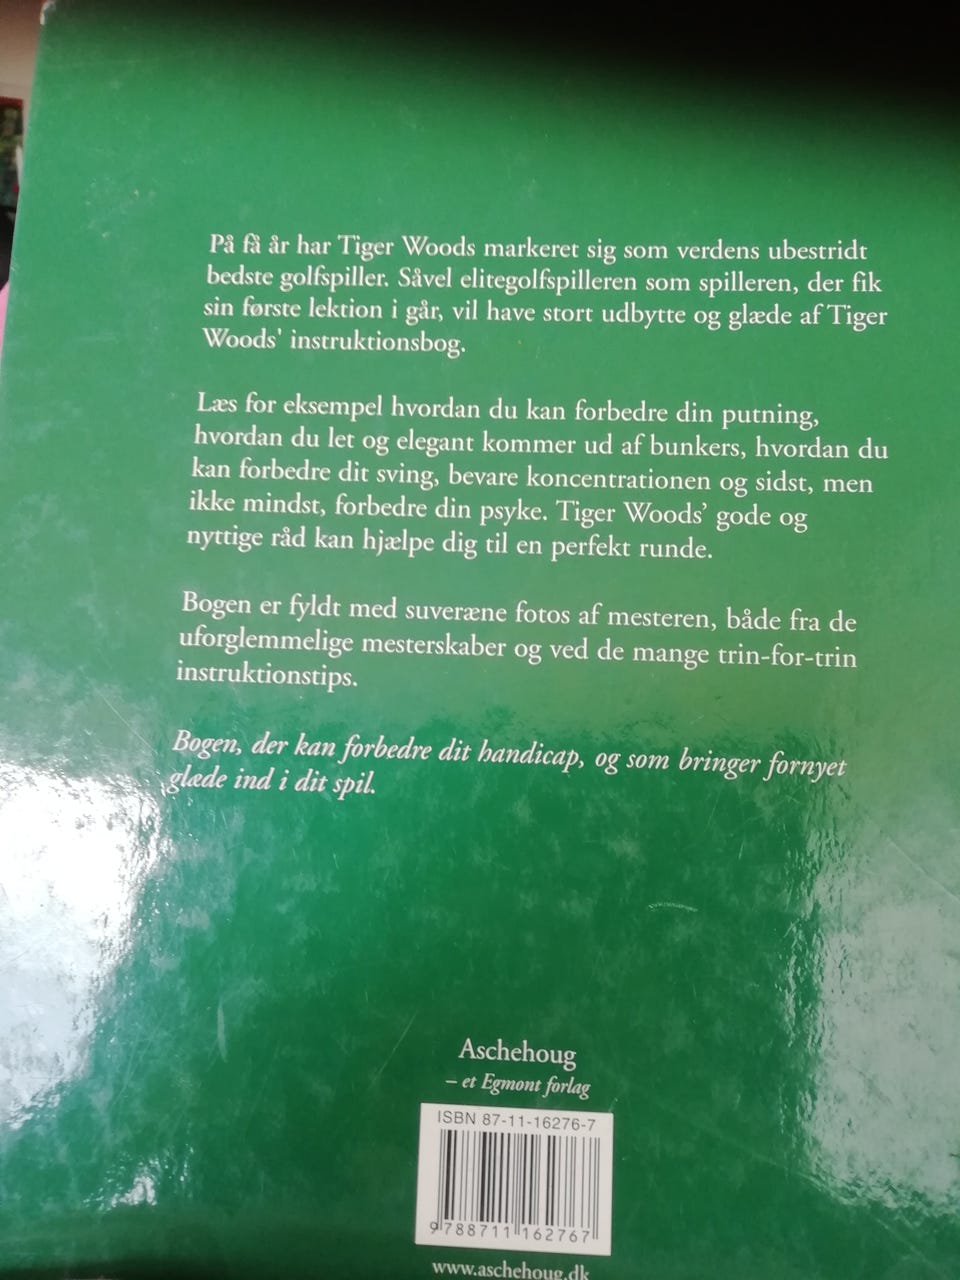 På få år har Tiger Woods markeret sig som verdens ubestridt
bedste golfspiller. Såvel elitegolfspilleren som spilleren, der fik
sin første lektion i går, vil have stort udbytte og glæde af Tiger
Woods' instruktionsbog.
Læs for eksempel hvordan du kan forbedre din putning,
hvordan du let og elegant kommer ud af bunkers, hvordan du
kan forbedre dit sving, bevare koncentrationen og sidst, men
ikke mindst, forbedre din psyke. Tiger Woods’ gode og
nyttige råd kan hjælpe dig til en perfekt runde.
Bogen er fyldt med suveræne fotos af mesteren, både fra de
uforglemmelige mesterskaber og ved de mange trin-for-trin
instruktionstips.
Bogen, der kan forbedre dit handicap, og som bringer fornyet
glæde ind i dit spil.
Aschehoug
– et Egmont forlag
ISBN 87-11-16276-7
9 788711 162767
www.aschehoug.dk